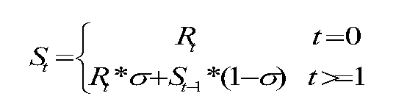 R_t t=0
S_t=
R_t*σ+S_{t-1}*(1-σ) t>=1